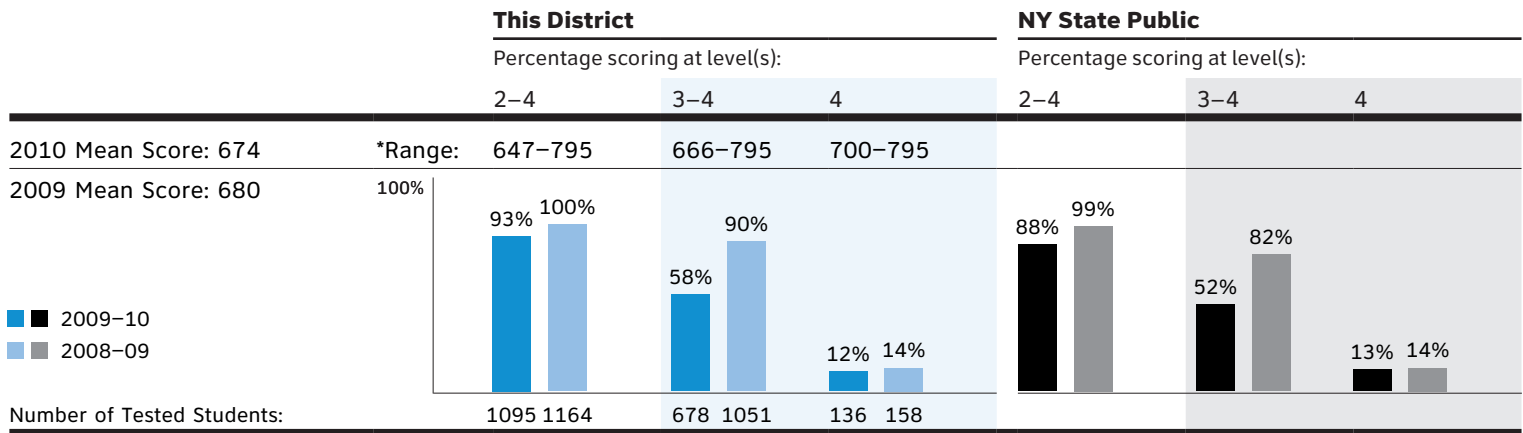 This District NY State Public
Percentage scoring at level(s): Percentage scoring at level(s):
2–4 3–4 4 2–4 3–4 4
2010 Mean Score: 674 *Range: 647–795 666–795 700–795
2009 Mean Score: 680 100%
93% 100% 58% 90% 12% 14% 88% 99% 52% 82% 13% 14%
2009–10
2008–09
Number of Tested Students: 1095 1164 678 1051 136 158